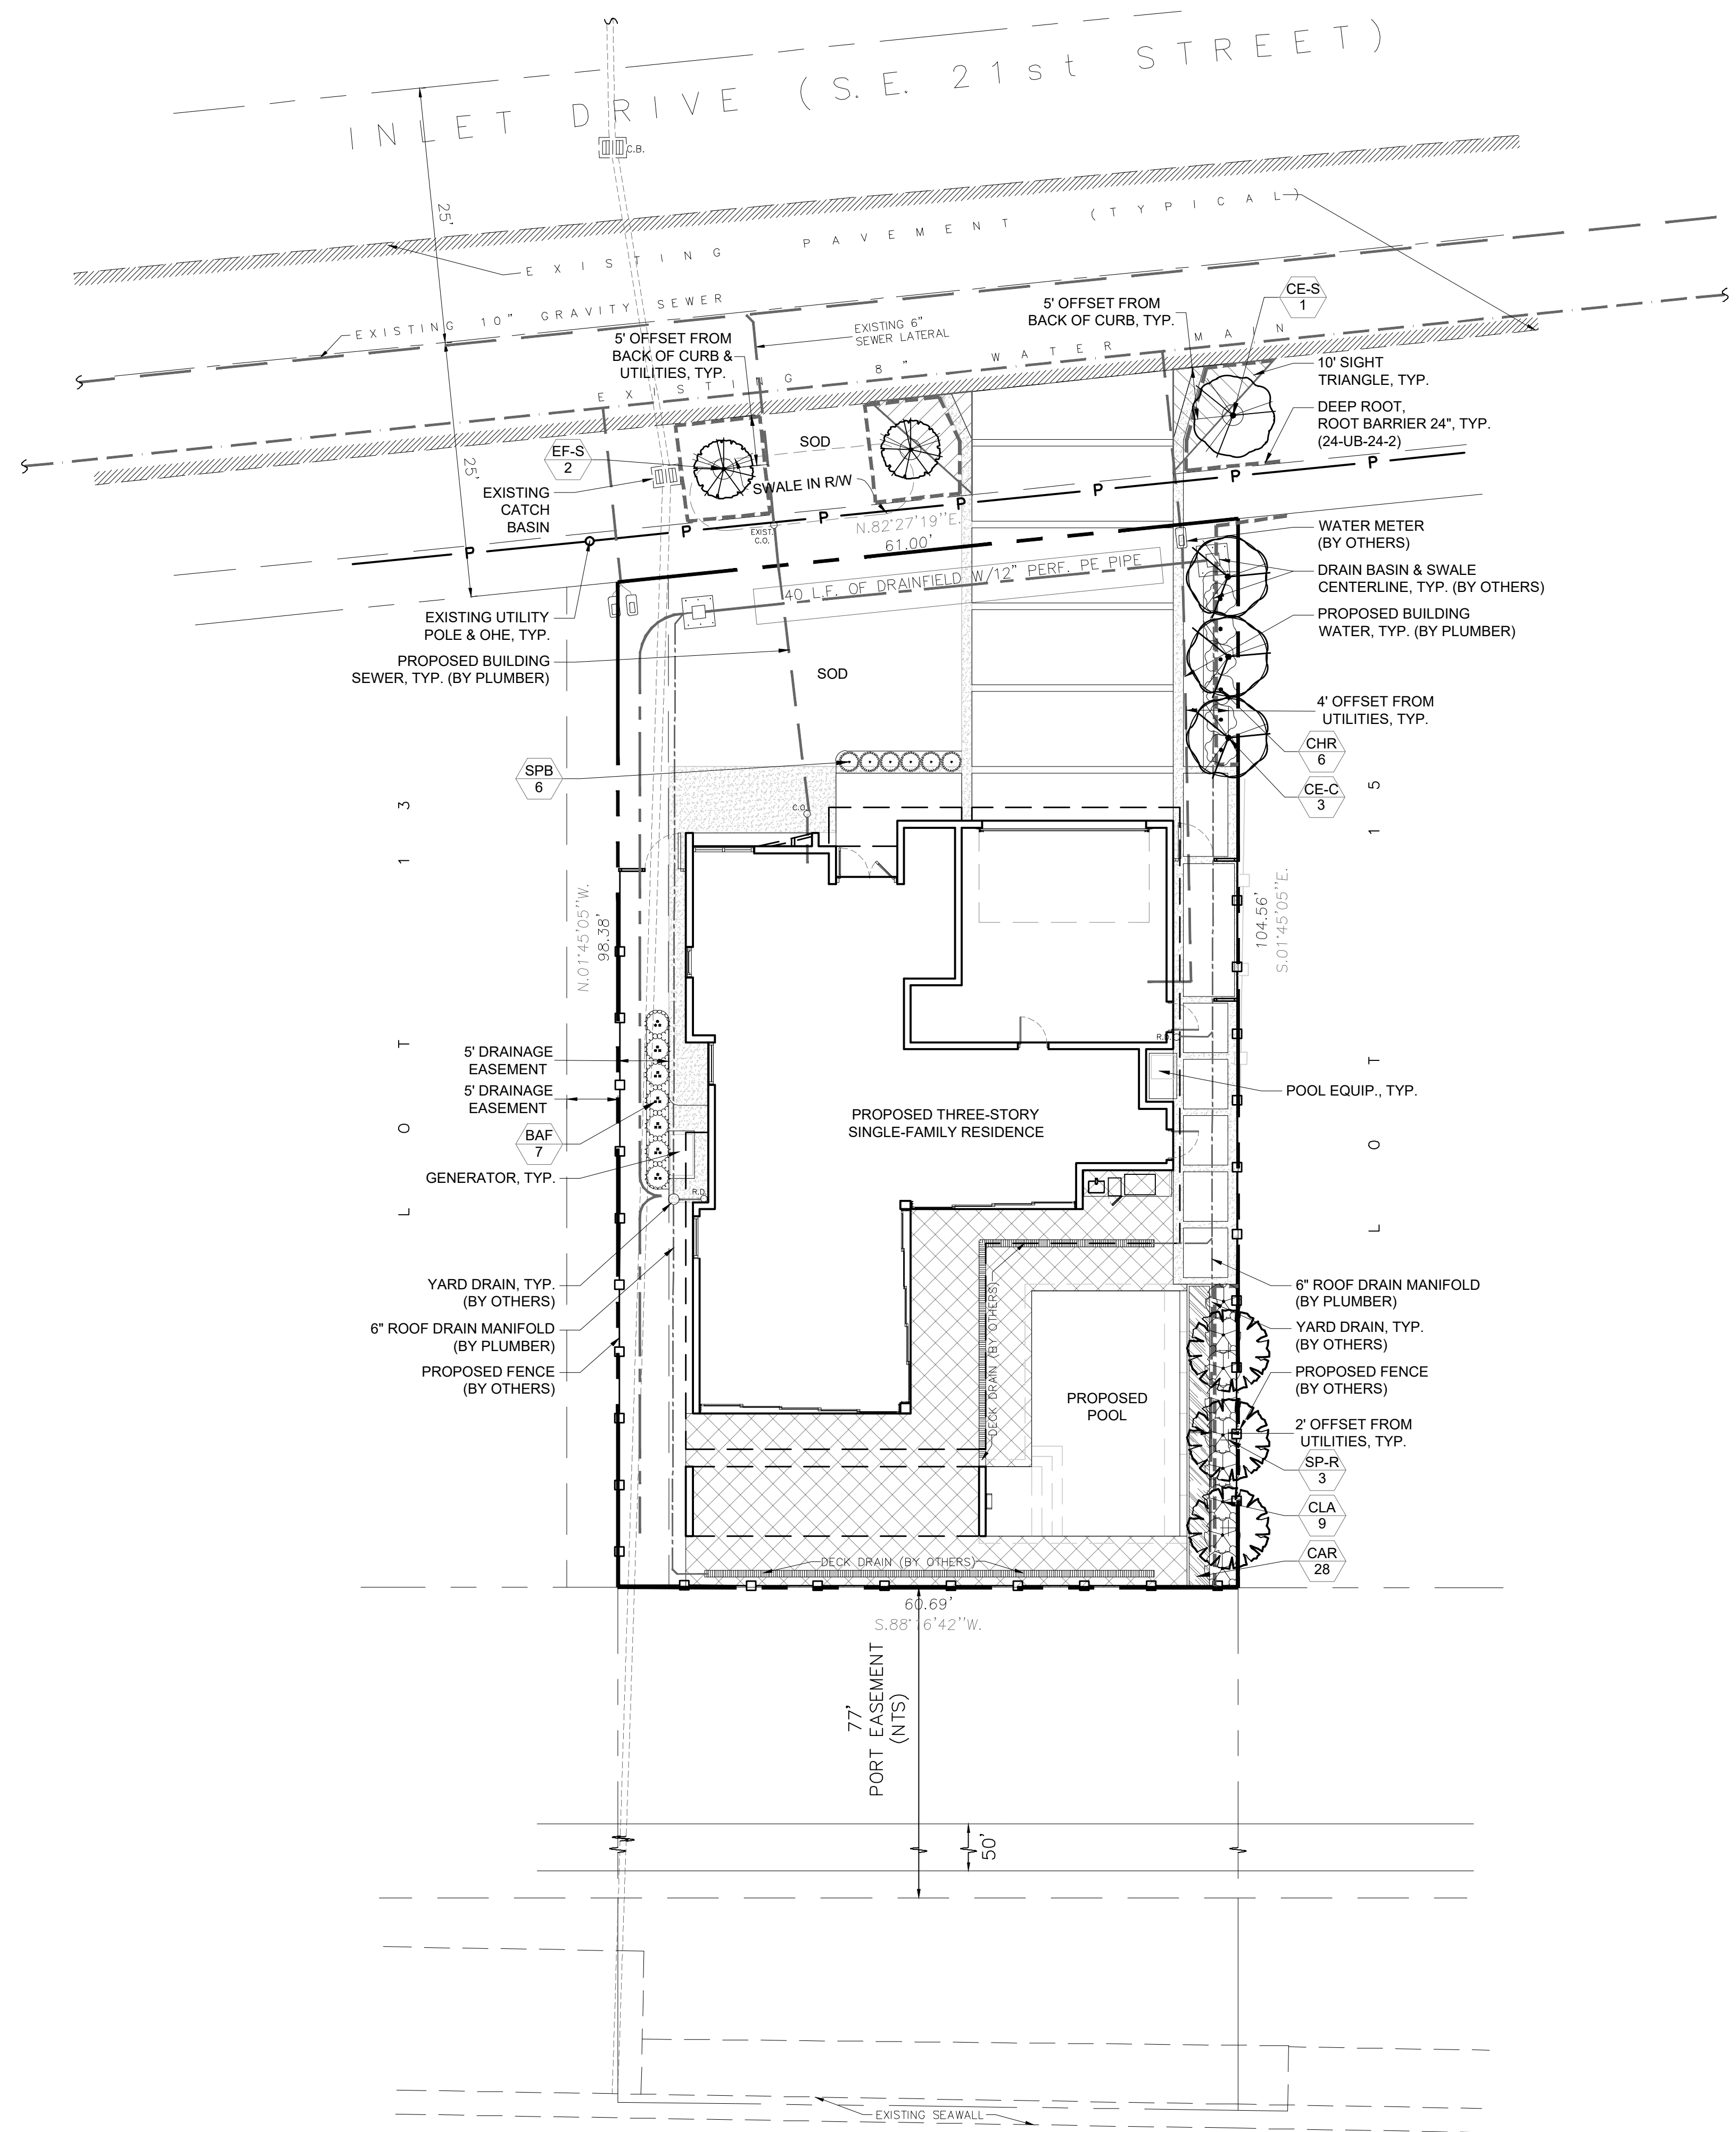 INLET DRIVE (S.E. 21st STREET)
C.B.
25'
EXISTING PAVEMENT (TYPICAL)
EXISTING 10" GRAVITY SEWER
EXISTING 6"
SEWER LATERAL
5' OFFSET FROM
BACK OF CURB &
UTILITIES, TYP.
5' OFFSET FROM
BACK OF CURB, TYP.
CE-S
1
EXISTING 8" WATER MAIN
10' SIGHT
TRIANGLE, TYP.
DEEP ROOT,
ROOT BARRIER 24", TYP.
(24-UB-24-2)
EF-S
2
SOD
25'
EXISTING
CATCH
BASIN
SWALE IN R/W
P
P
P
P
P
P
P
EXIST.
C.O.
N.82°27'19"E.
61.00'
WATER METER
(BY OTHERS)
40 L.F. OF DRAINFIELD W/12" PERF. PE PIPE
DRAIN BASIN & SWALE
CENTERLINE, TYP. (BY OTHERS)
EXISTING UTILITY
POLE & OHE, TYP.
PROPOSED BUILDING
WATER, TYP. (BY PLUMBER)
PROPOSED BUILDING
SEWER, TYP. (BY PLUMBER)
SOD
4' OFFSET FROM
UTILITIES, TYP.
CHR
6
SPB
6
CE-C
3
C.O.
LOT 113
LOT 115
N.01°45'05"W.
98.38'
104.56'
S.01°45'05"E.
R.D.
5' DRAINAGE
EASEMENT
5' DRAINAGE
EASEMENT
POOL EQUIP., TYP.
BAF
7
PROPOSED THREE-STORY
SINGLE-FAMILY RESIDENCE
GENERATOR, TYP.
R.D.
YARD DRAIN, TYP.
(BY OTHERS)
6" ROOF DRAIN MANIFOLD
(BY PLUMBER)
PROPOSED FENCE
(BY OTHERS)
DECK DRAIN (BY OTHERS)
PROPOSED
POOL
6" ROOF DRAIN MANIFOLD
(BY PLUMBER)
YARD DRAIN, TYP.
(BY OTHERS)
PROPOSED FENCE
(BY OTHERS)
2' OFFSET FROM
UTILITIES, TYP.
SP-R
3
CLA
9
CAR
28
DECK DRAIN (BY OTHERS)
60.69'
S.88°16'42"W.
77'
PORT EASEMENT
(NTS)
50'
EXISTING SEAWALL